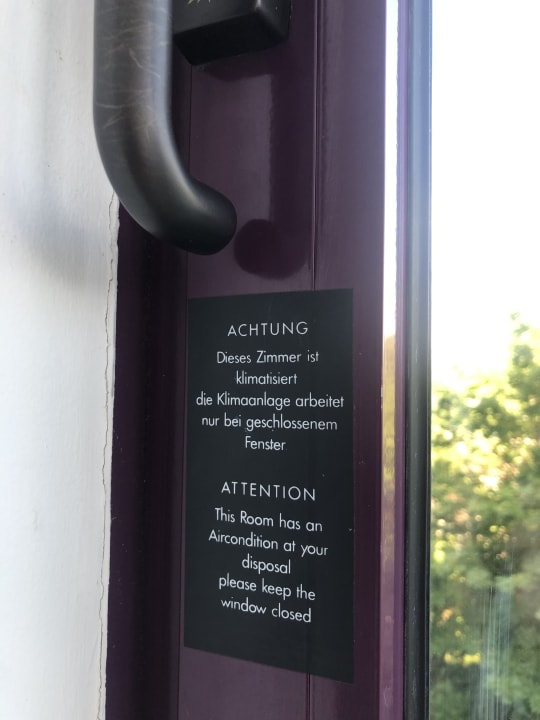 ACHTUNG
Dieses Zimmer ist
klimatisiert
die Klimaanlage arbeitet
nur bei geschlossenem
Fenster
ATTENTION
This Room has an
Aircondition at your
disposal
please keep the
window closed